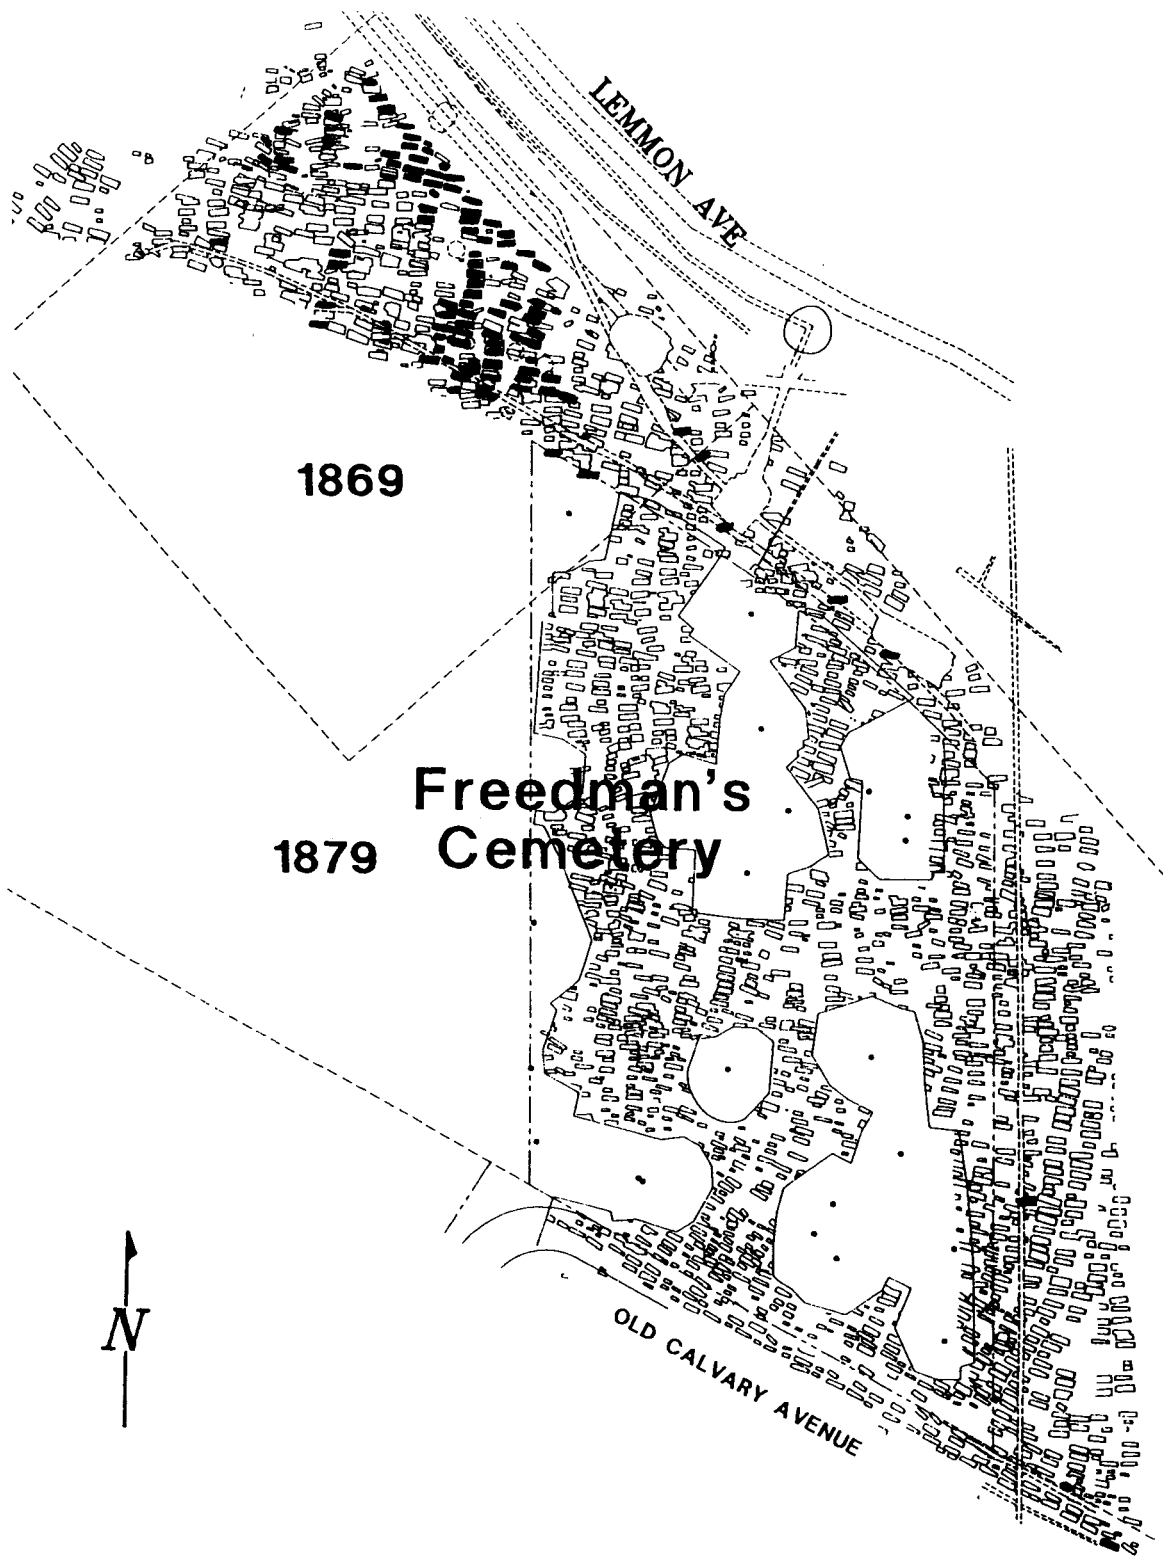 LEMMON AVE
1869
Freedman's
1879
Cemetery
N
OLD CALVARY AVENUE